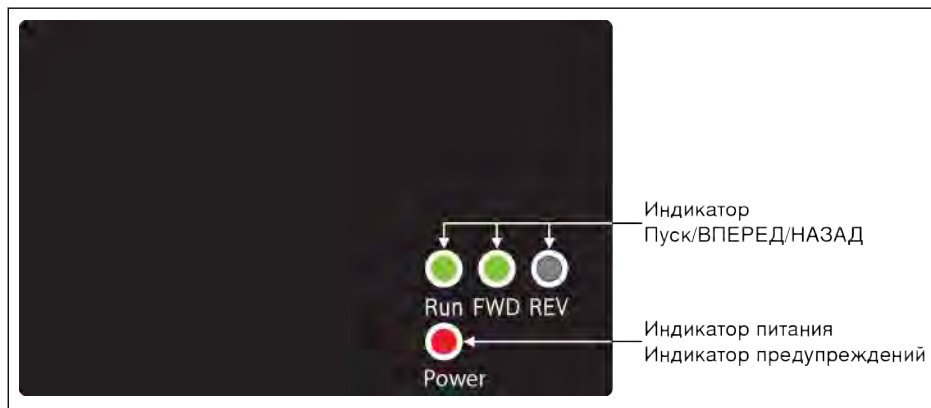 Индикатор
Пуск/ВПЕРЕД/НАЗАД
Run FWD REV
Индикатор питания
Индикатор предупреждений
Power